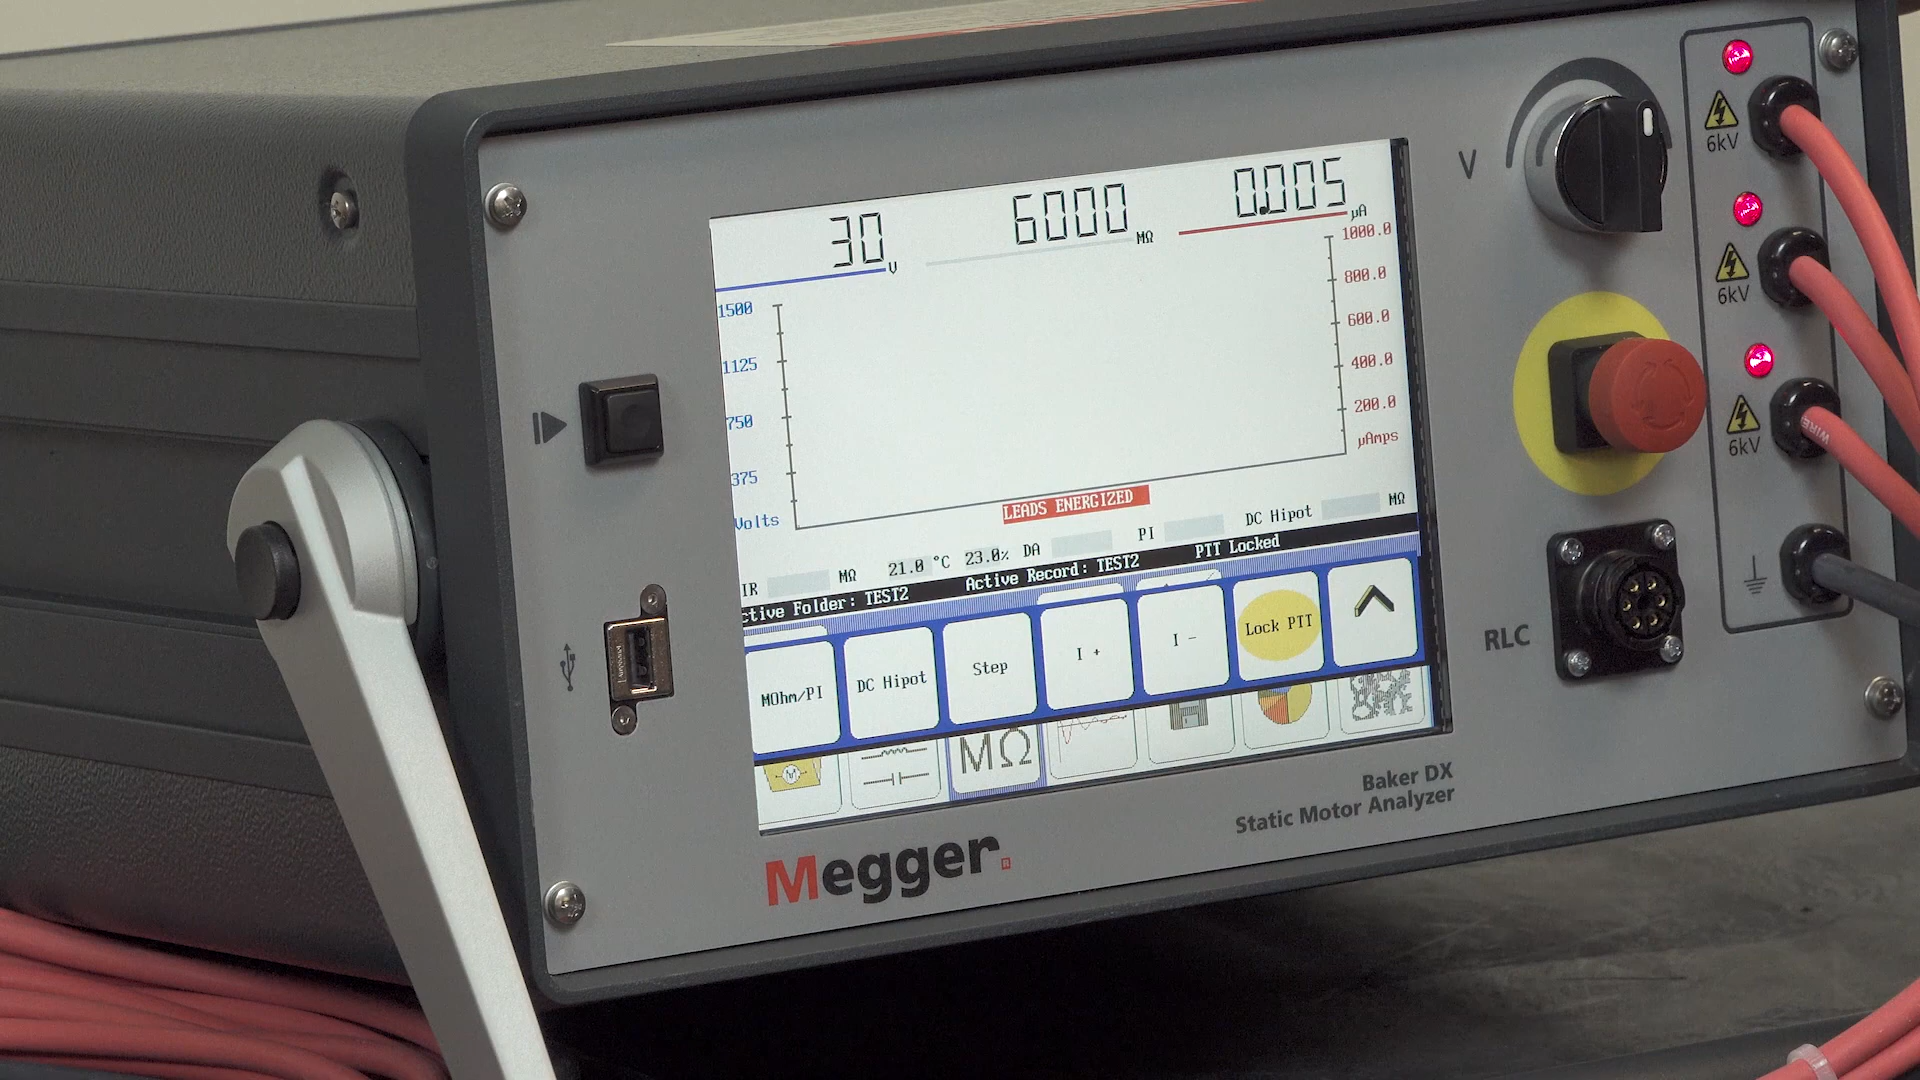 30 V
6000 MΩ
0.005 µA
1500
1125
750
375
Volts
1000.0
800.0
600.0
400.0
200.0
µAmps
LEADS ENERGIZED
IR MΩ 21.0 °C 23.0% DA PI DC Hipot MΩ
ctive Folder: TEST2 Active Record: TEST2 PTT Locked
MOhm/PI
DC Hipot
Step
I +
I -
Lock PTT
M
MΩ
Baker DX
Static Motor Analyzer
Megger
V
6kV
6kV
6kV
WIRE
RLC